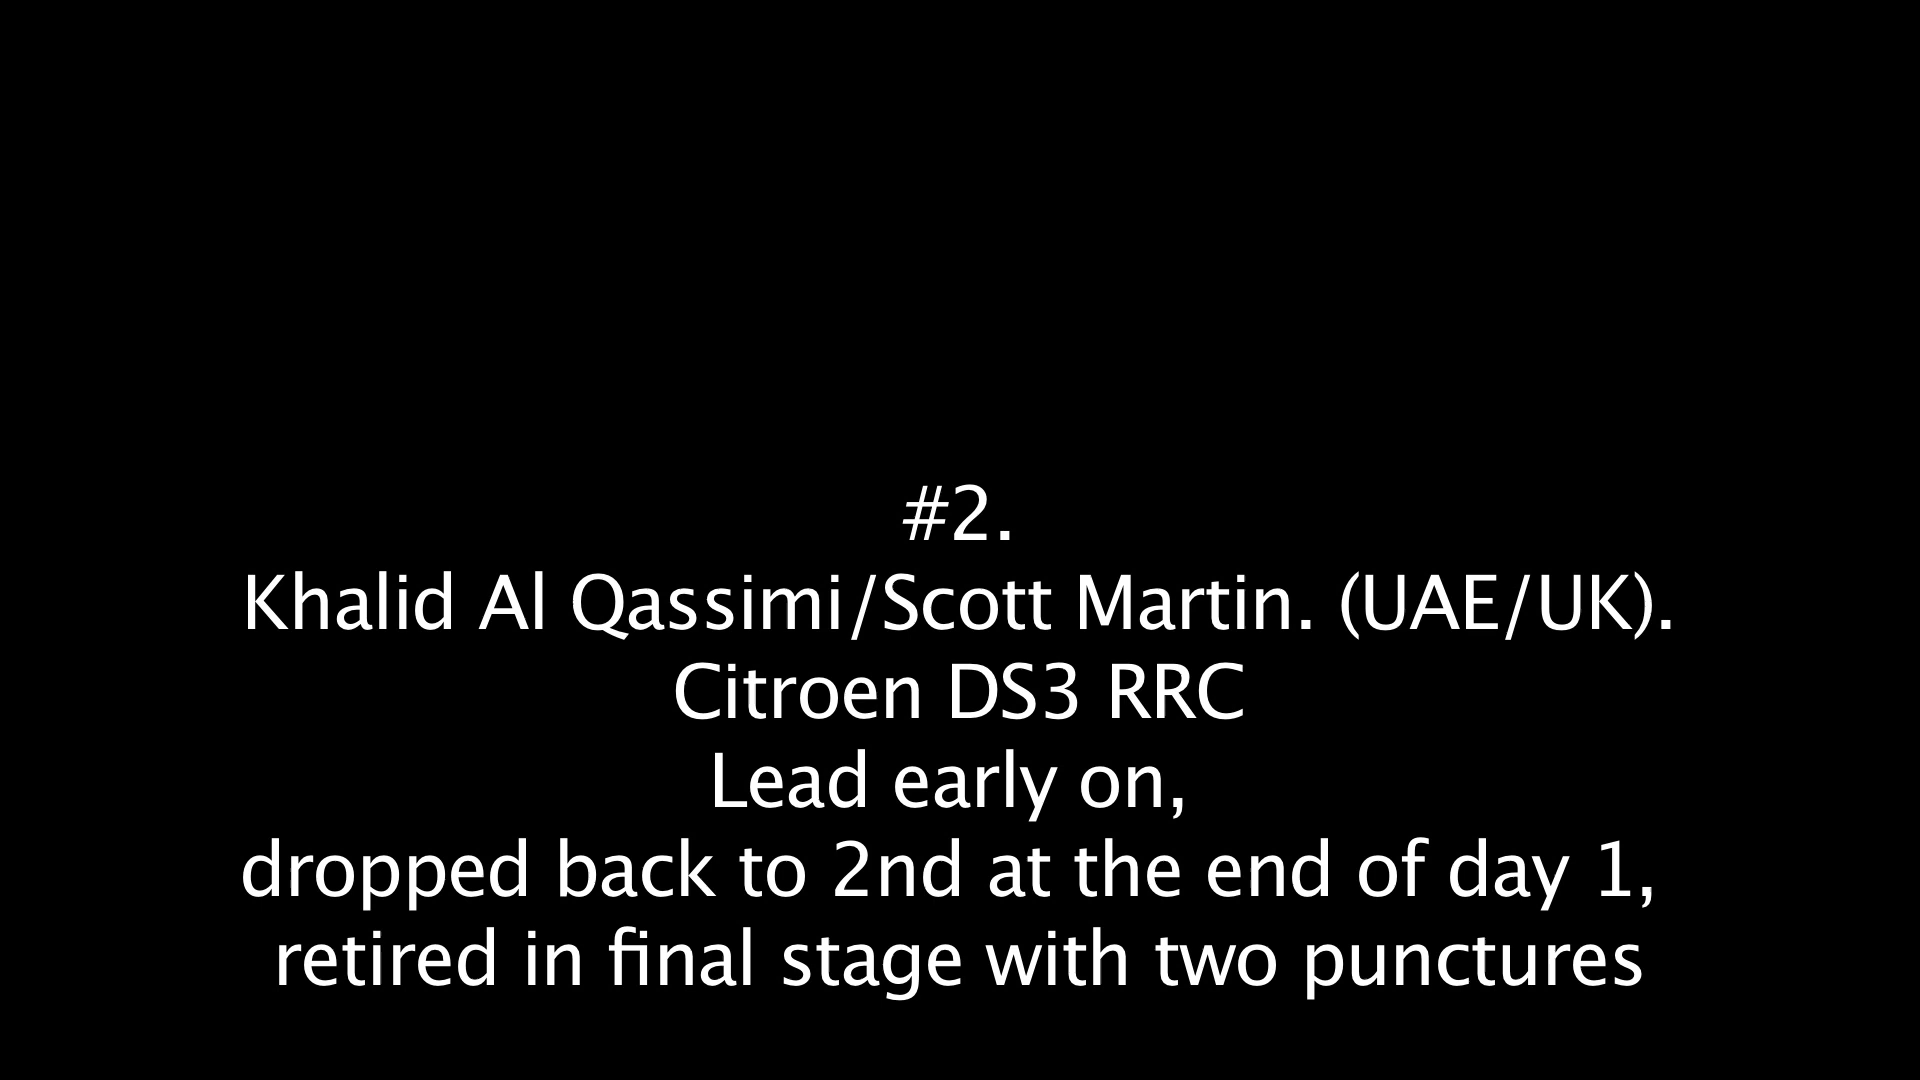 #2.
Khalid Al Qassimi/Scott Martin. (UAE/UK).
Citroen DS3 RRC
Lead early on,
dropped back to 2nd at the end of day 1,
retired in final stage with two punctures